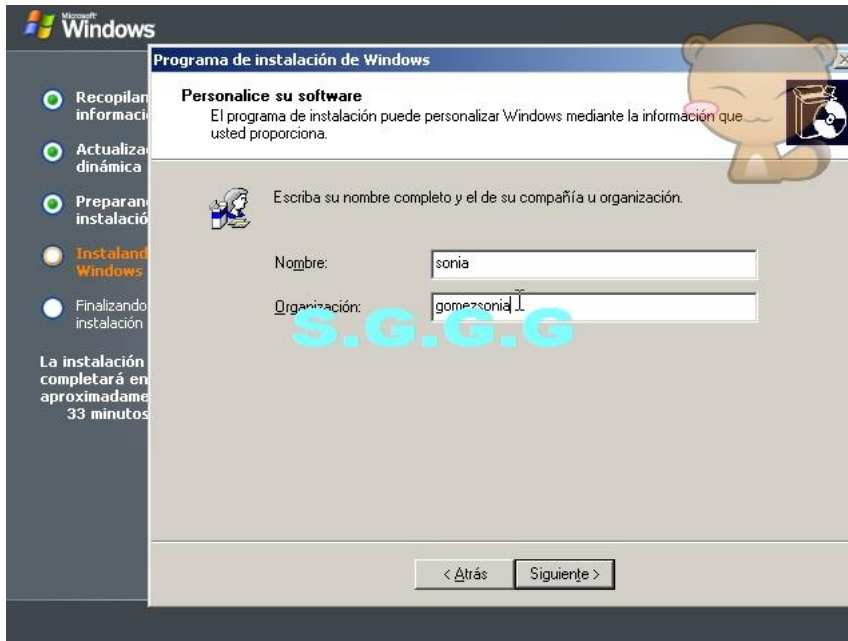 Microsoft
Windows
Programa de instalación de Windows
Recopilan
informaci
Actualiza
dinámica
Preparan
instalació
Instaland
Windows
Finalizando
instalación
La instalación
completará en
aproximadame
33 minutos
Personalice su software
El programa de instalación puede personalizar Windows mediante la información que
usted proporciona.
Escriba su nombre completo y el de su compañía u organización.
Nombre: sonia
Organización: gomezsonia
S.G.G.G
< Atrás Siguiente >